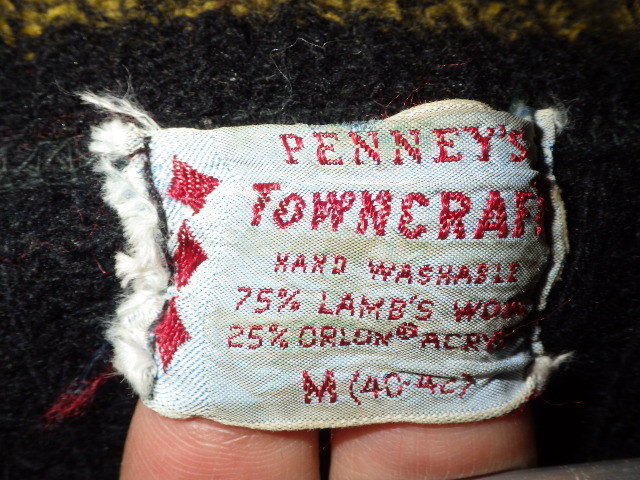 PENNEY'S
TOWNCRAF
HAND WASHABLE
75% LAMB'S WOO
25% ORLON® ACRY
M (40-42)